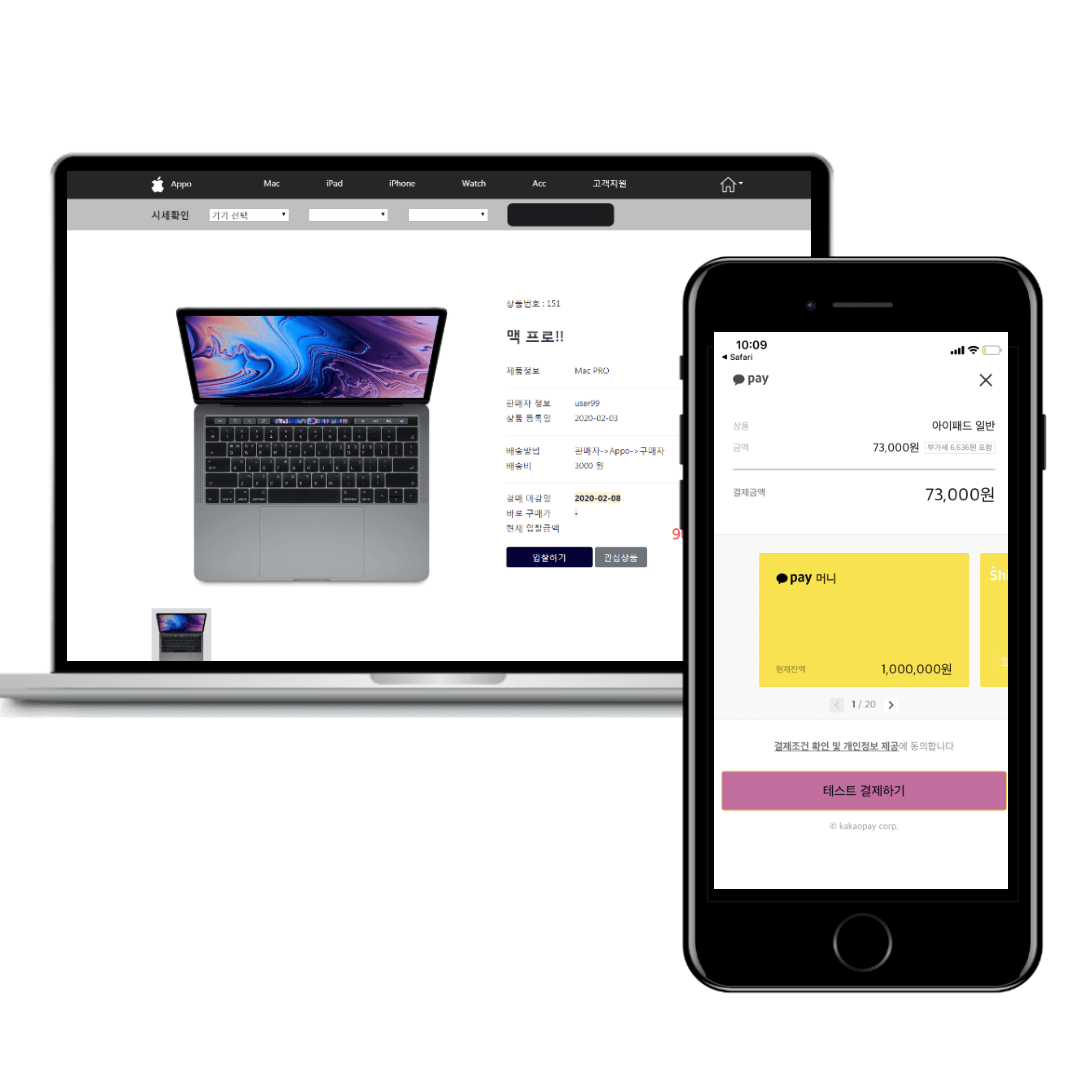 Appo Mac iPad iPhone Watch Acc 고객지원
시세확인 기기 선택
상품번호 : 151
맥 프로!!
제품정보 Mac PRO
판매자 정보 user99
상품 등록일 2020-02-03
배송방법 판매자->Appo->구매자
배송비 3000 원
경매 마감일 2020-02-08
바로 구매가 -
현재 입찰금액 9
입찰하기 관심상품
10:09
Safari
pay
상품 아이패드 일반
금액 73,000원 부가세 6,636원 포함
결제금액 73,000원
pay 머니
Shi
현재잔액 1,000,000원
1 / 20
결제조건 확인 및 개인정보 제공에 동의합니다
테스트 결제하기
© kakaopay corp.